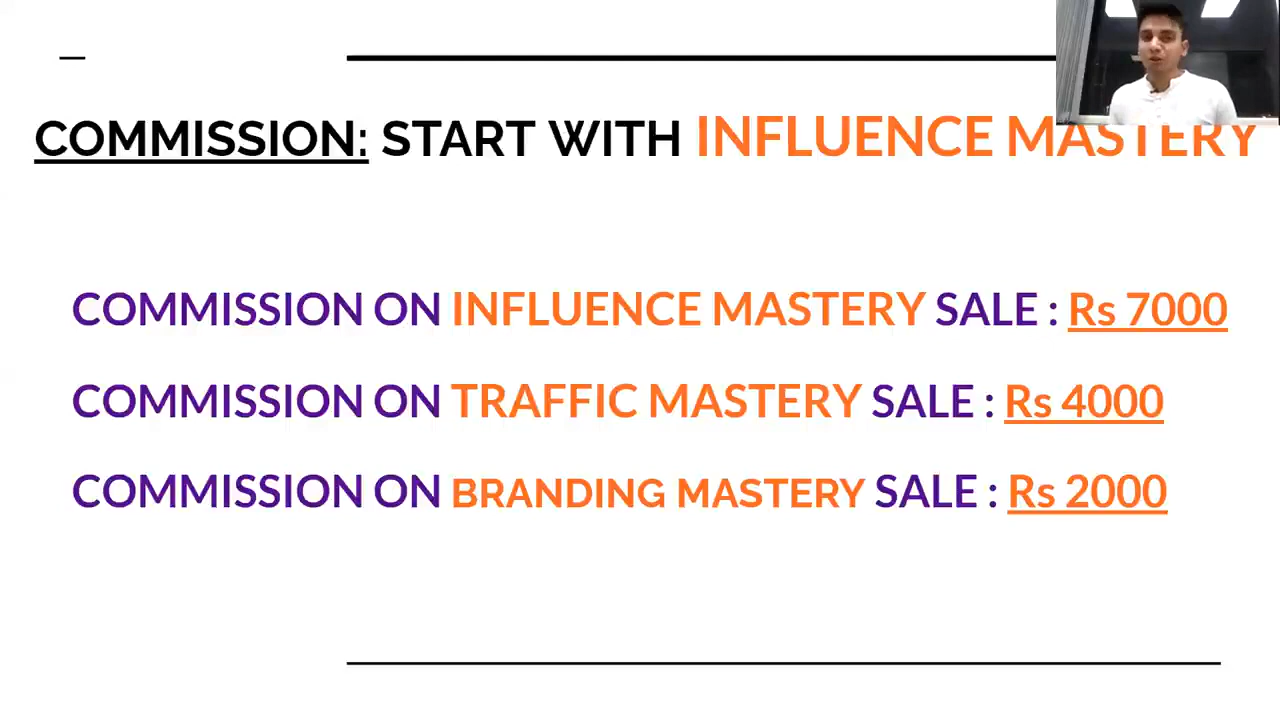 COMMISSION: START WITH INFLUENCE MASTERY
COMMISSION ON INFLUENCE MASTERY SALE : Rs 7000
COMMISSION ON TRAFFIC MASTERY SALE : Rs 4000
COMMISSION ON BRANDING MASTERY SALE : Rs 2000